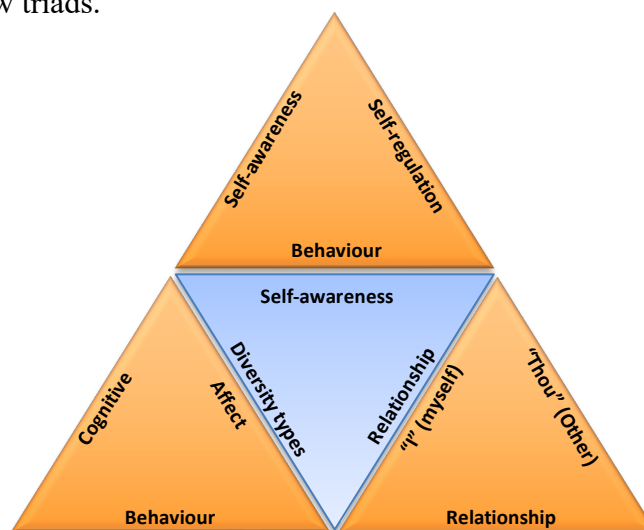 triads.
Self-awareness
Self-regulation
Behaviour
Self-awareness
Diversity types
Relationship
Cognitive
Affect
Behaviour
“I” (myself)
“Thou” (Other)
Relationship